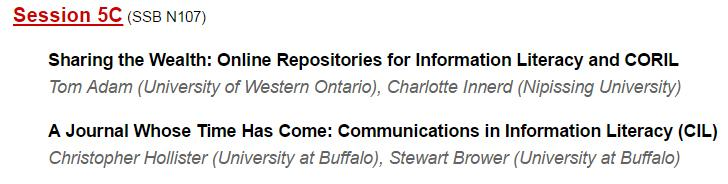 Session 5C (SSB N107)
Sharing the Wealth: Online Repositories for Information Literacy and CORIL
Tom Adam (University of Western Ontario), Charlotte Innerd (Nipissing University)
A Journal Whose Time Has Come: Communications in Information Literacy (CIL)
Christopher Hollister (University at Buffalo), Stewart Brower (University at Buffalo)